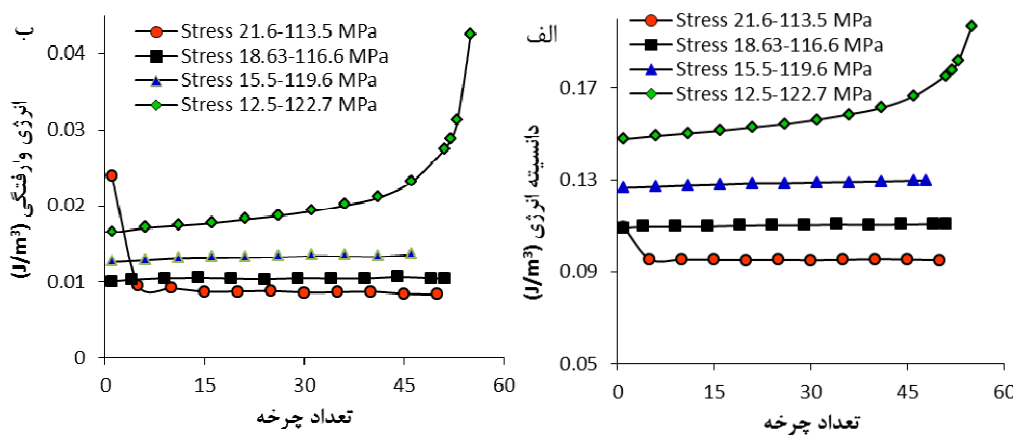 ب)
Stress 21.6-113.5 MPa
Stress 18.63-116.6 MPa
Stress 15.5-119.6 MPa
Stress 12.5-122.7 MPa
انرژی وارفتگی (J/m³)
0.04
0.03
0.02
0.01
0
0 15 30 45 60
تعداد چرخه
الف
Stress 21.6-113.5 MPa
Stress 18.63-116.6 MPa
Stress 15.5-119.6 MPa
Stress 12.5-122.7 MPa
دانسیته انرژی (J/m³)
0.17
0.13
0.09
0.05
0 15 30 45 60
تعداد چرخه